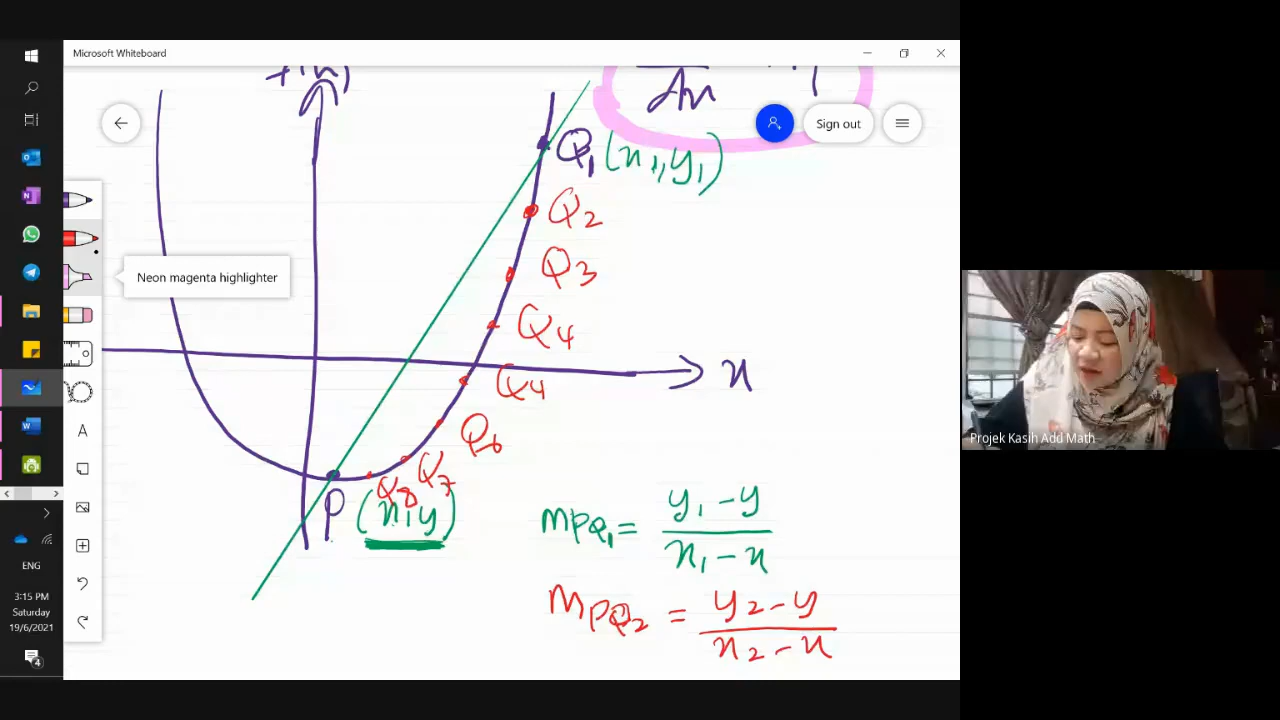 Microsoft Whiteboard
f(x)
Δx
Sign out
Q1 (x1, y1)
Q2
Neon magenta highlighter
Q3
Q4
x
Q4
Q6
Q7
Q8
P (x, y)
mPQ1 = y1 - y / x1 - x
mPQ2 = y2 - y / x2 - x
A
ENG
3:15 PM
Saturday
19/6/2021
4
Projek Kasih Add Math